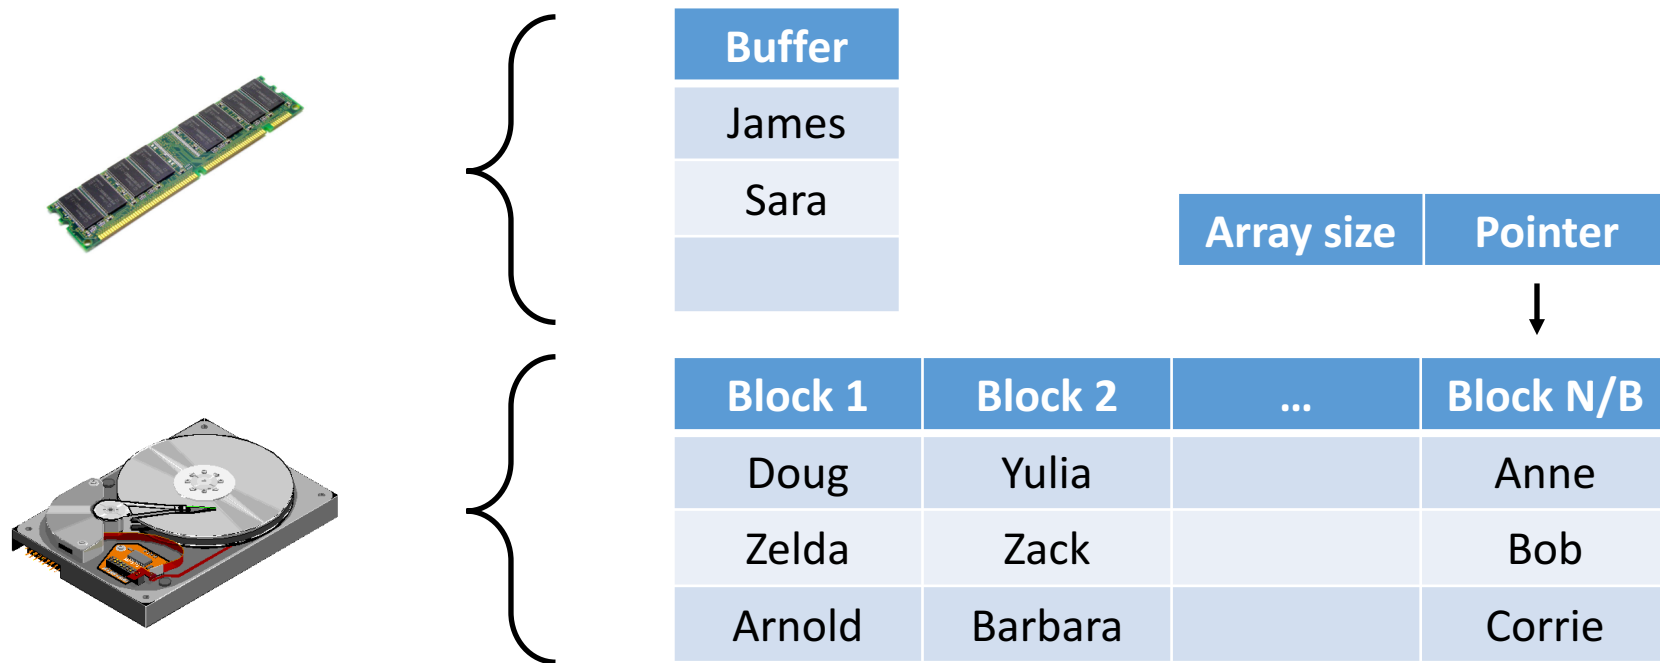 Buffer
James
Sara
Array size Pointer
Block 1 Block 2 ... Block N/B
Doug Yulia Anne
Zelda Zack Bob
Arnold Barbara Corrie